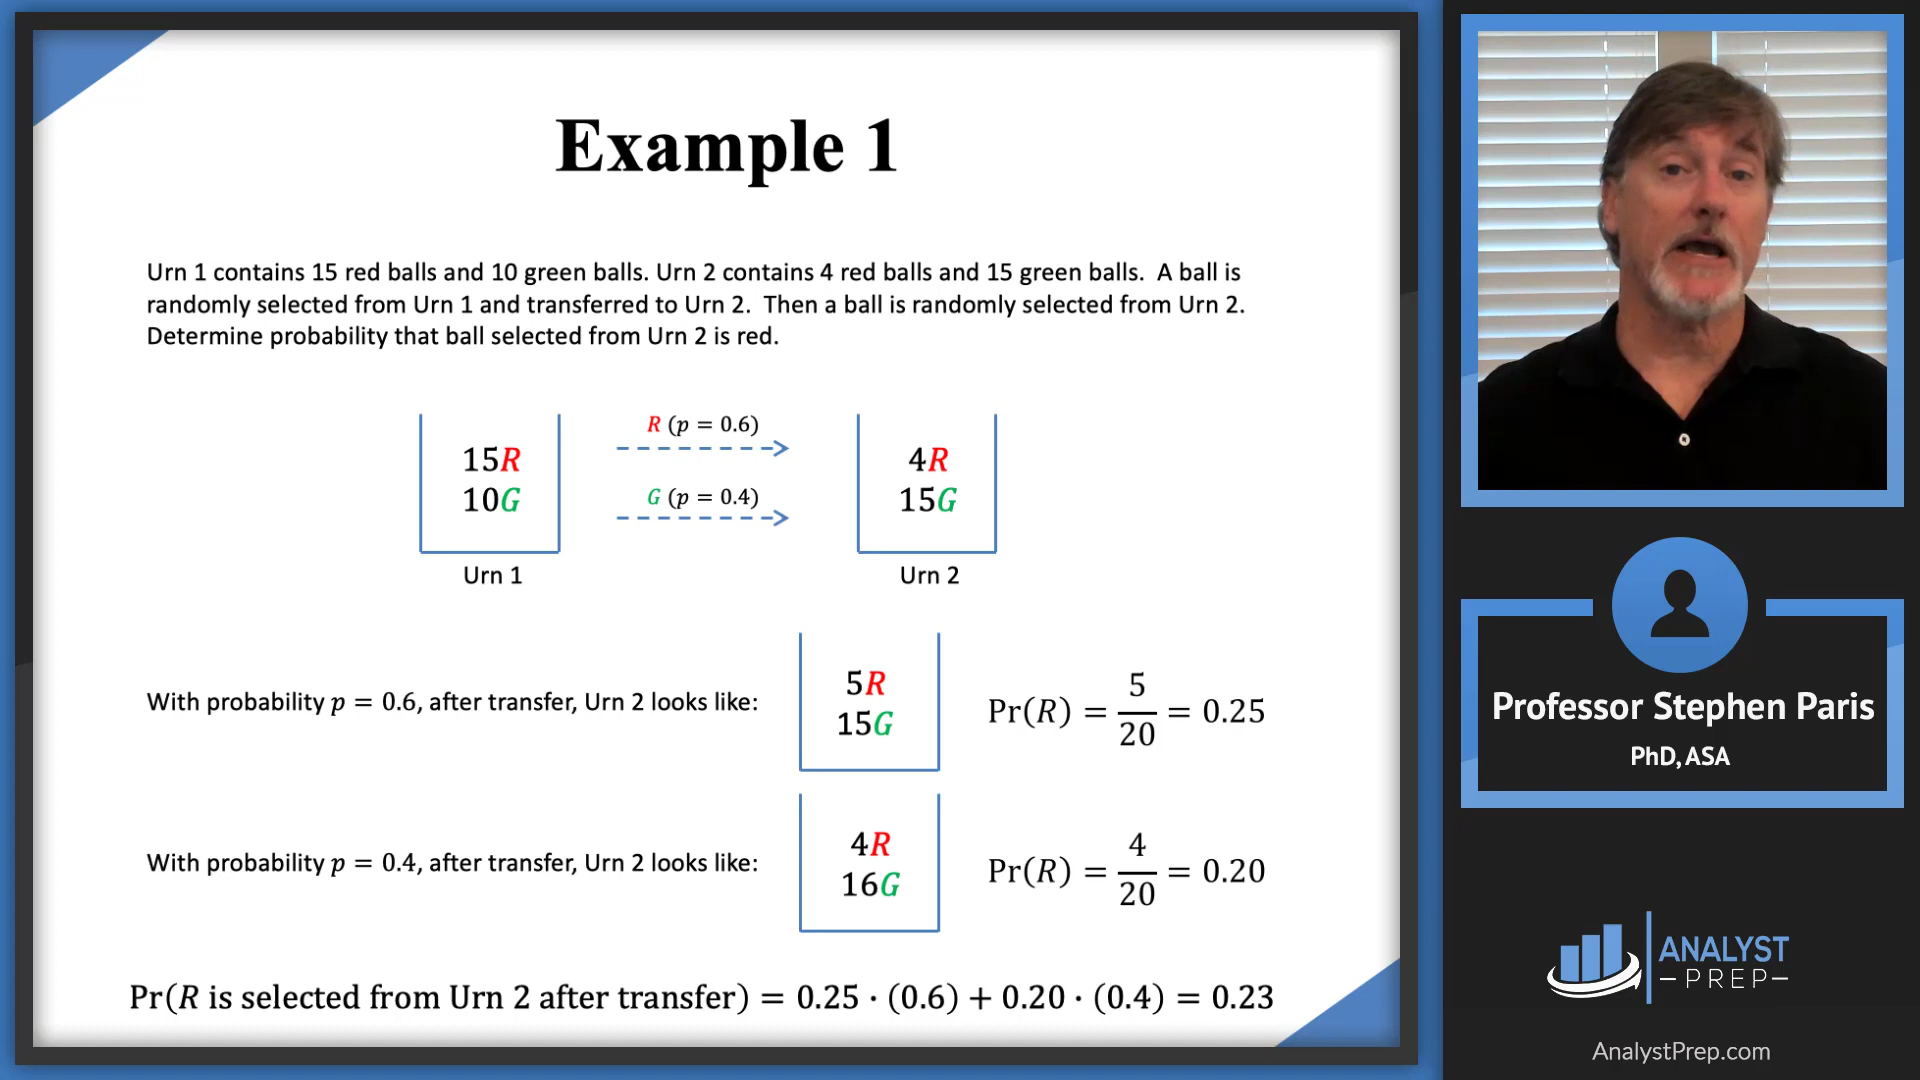 Example 1
Urn 1 contains 15 red balls and 10 green balls. Urn 2 contains 4 red balls and 15 green balls. A ball is
randomly selected from Urn 1 and transferred to Urn 2. Then a ball is randomly selected from Urn 2.
Determine probability that ball selected from Urn 2 is red.
15R
10G
Urn 1
R (p = 0.6)
G (p = 0.4)
4R
15G
Urn 2
With probability p = 0.6, after transfer, Urn 2 looks like:
5R
15G
Pr(R) = 5/20 = 0.25
With probability p = 0.4, after transfer, Urn 2 looks like:
4R
16G
Pr(R) = 4/20 = 0.20
Pr(R is selected from Urn 2 after transfer) = 0.25 · (0.6) + 0.20 · (0.4) = 0.23
Professor Stephen Paris
PhD, ASA
ANALYST
PREP
AnalystPrep.com